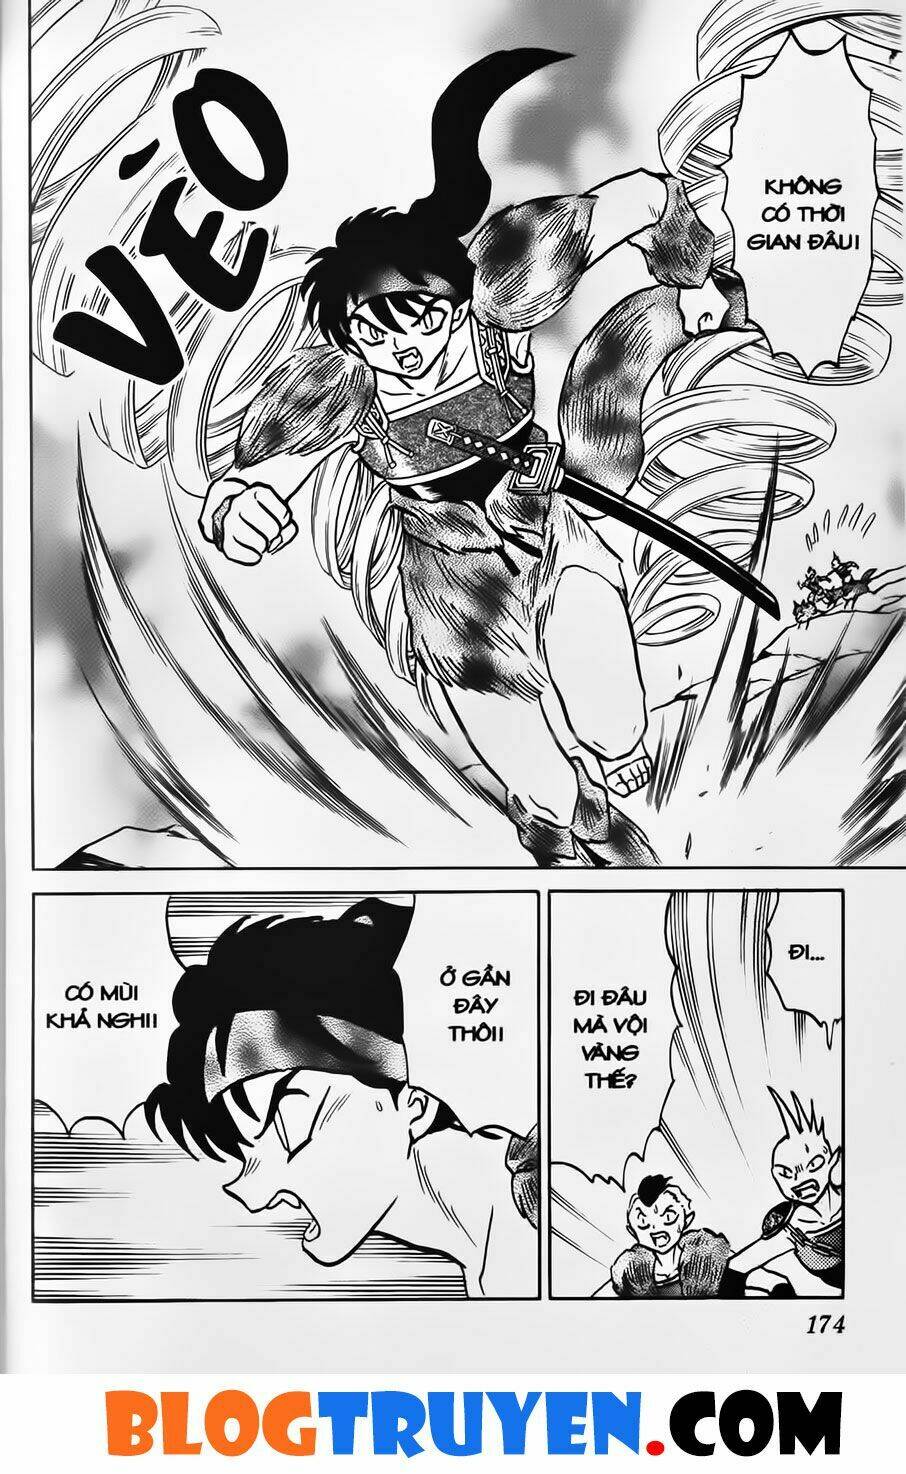 KHÔNG
CÓ THỜI
GIAN ĐÂU!
VÈO
ĐI...
ĐI ĐÂU
MÀ VỘI
VÀNG
THẾ?
Ở GẦN
ĐÂY
THÔI!
CÓ MÙI
KHẢ NGHI!
174
BLOGTRUYEN.COM